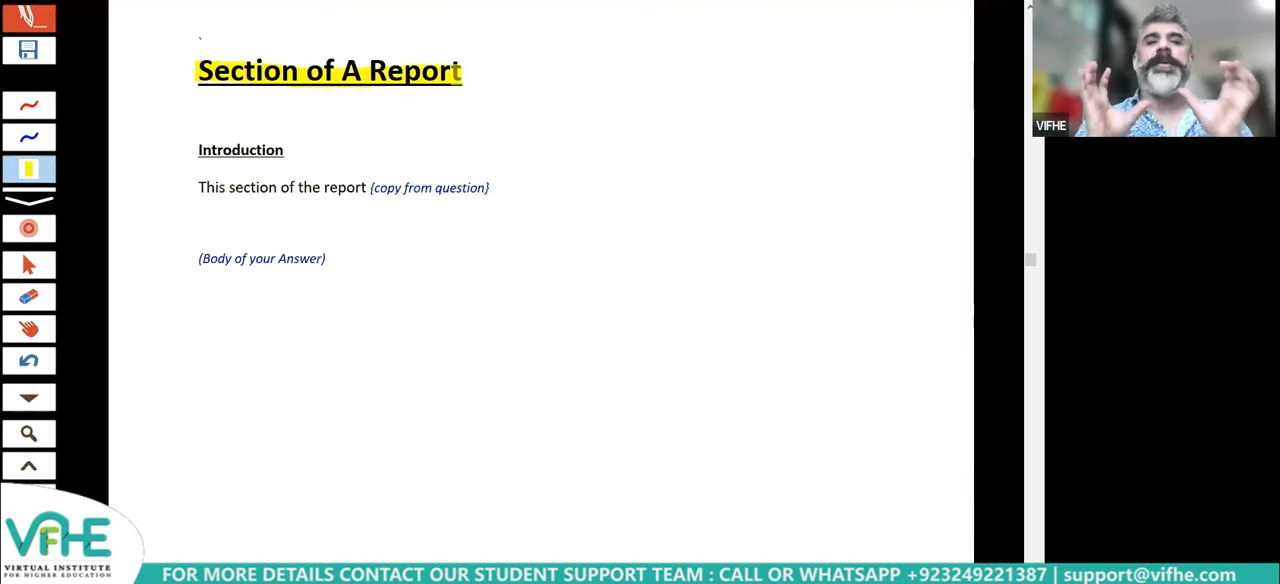 `
Section of A Report
Introduction
This section of the report {copy from question}
(Body of your Answer)
VIFHE
VIFHE
VIRTUAL INSTITUTE
FOR HIGHER EDUCATION
FOR MORE DETAILS CONTACT OUR STUDENT SUPPORT TEAM : CALL OR WHATSAPP +923249221387 | support@vifhe.com